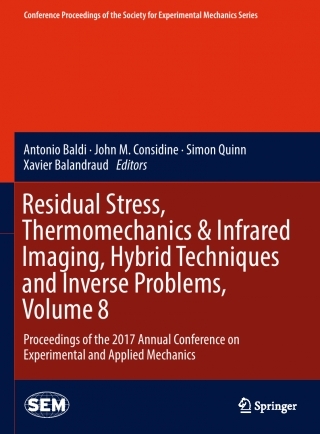 Conference Proceedings of the Society for Experimental Mechanics Series
Antonio Baldi · John M. Considine · Simon Quinn
Xavier Balandraud Editors
Residual Stress,
Thermomechanics & Infrared
Imaging, Hybrid Techniques
and Inverse Problems,
Volume 8
Proceedings of the 2017 Annual Conference on
Experimental and Applied Mechanics
SEM
Springer